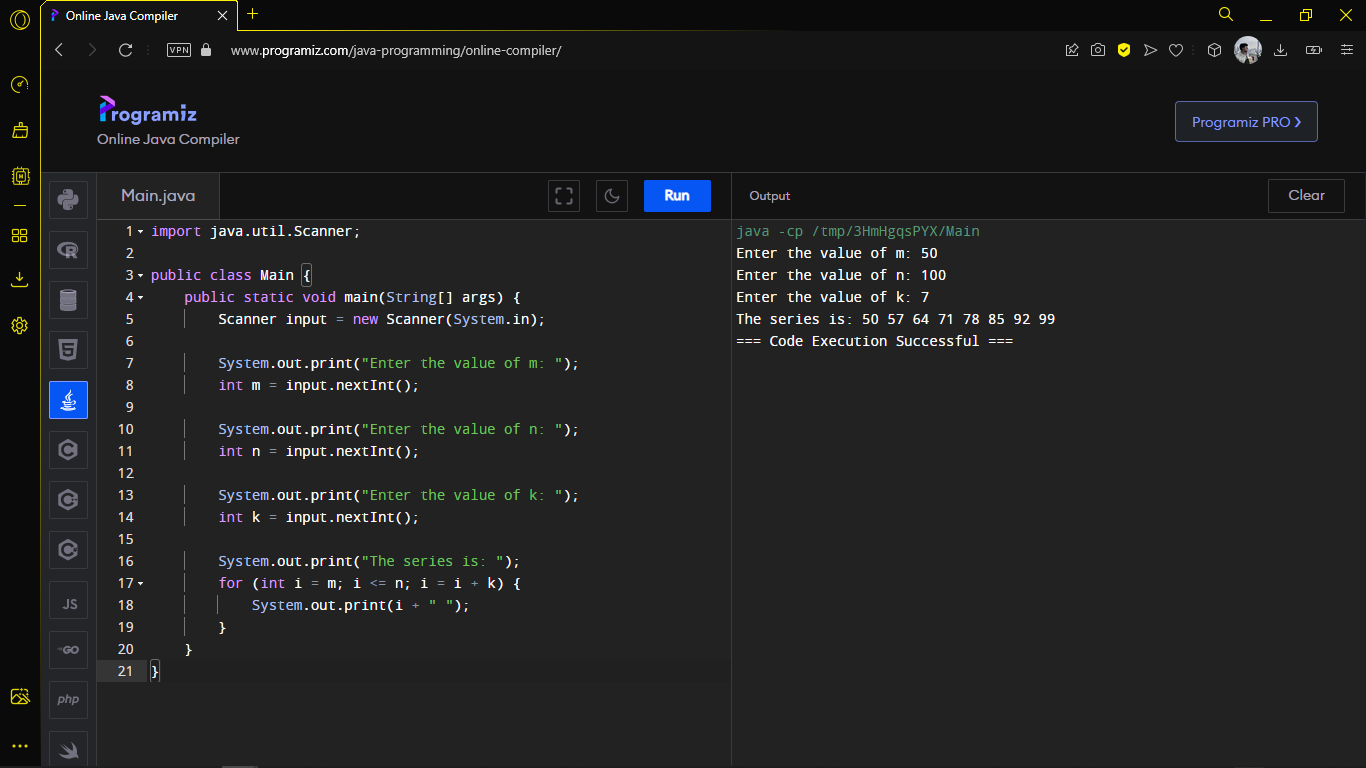 Online Java Compiler
VPN
www.programiz.com/java-programming/online-compiler/
Programiz
Online Java Compiler
Programiz PRO ❯
Main.java
Run
Output
Clear
1 import java.util.Scanner;
2
3 public class Main {
4     public static void main(String[] args) {
5         Scanner input = new Scanner(System.in);
6
7         System.out.print("Enter the value of m: ");
8         int m = input.nextInt();
9
10         System.out.print("Enter the value of n: ");
11         int n = input.nextInt();
12
13         System.out.print("Enter the value of k: ");
14         int k = input.nextInt();
15
16         System.out.print("The series is: ");
17         for (int i = m; i <= n; i = i + k) {
18             System.out.print(i + " ");
19         }
20     }
21 }
java -cp /tmp/3HmHgqsPYX/Main
Enter the value of m: 50
Enter the value of n: 100
Enter the value of k: 7
The series is: 50 57 64 71 78 85 92 99
=== Code Execution Successful ===
JS
GO
php